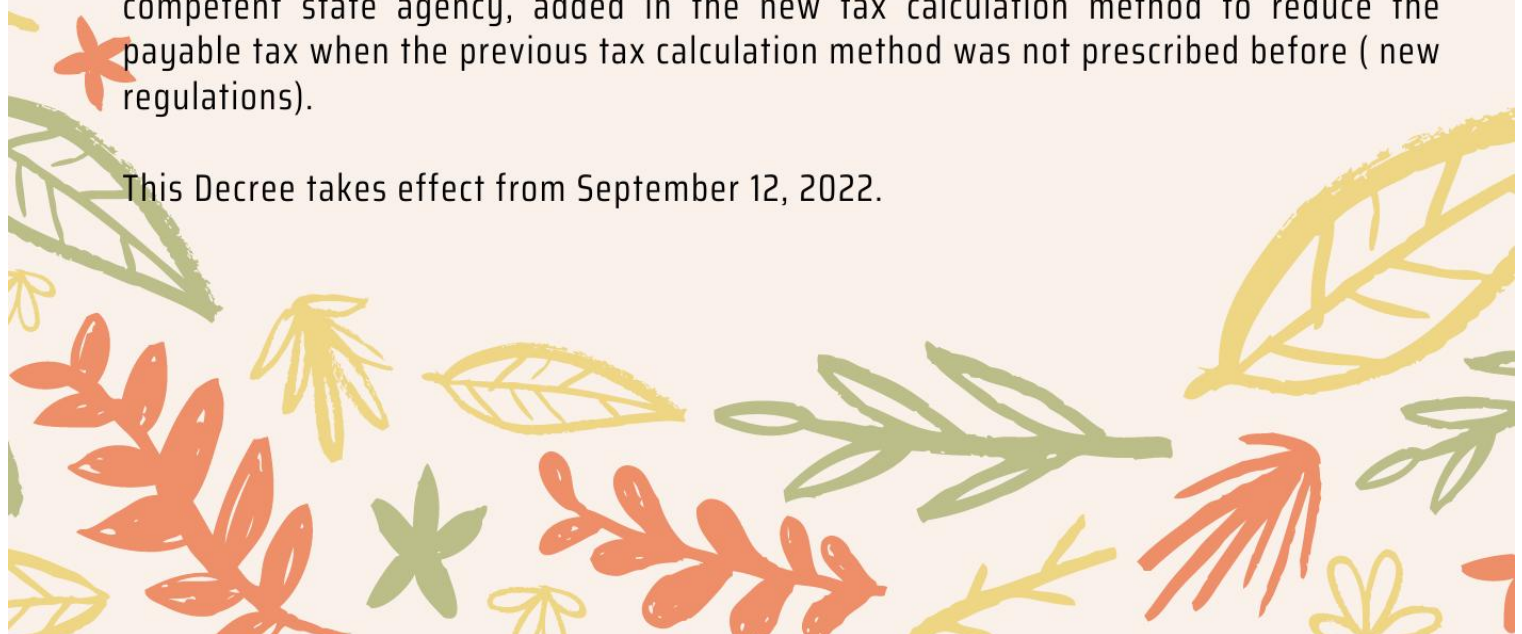 competent state agency, added in the new tax calculation method to reduce the
payable tax when the previous tax calculation method was not prescribed before ( new
regulations).
This Decree takes effect from September 12, 2022.